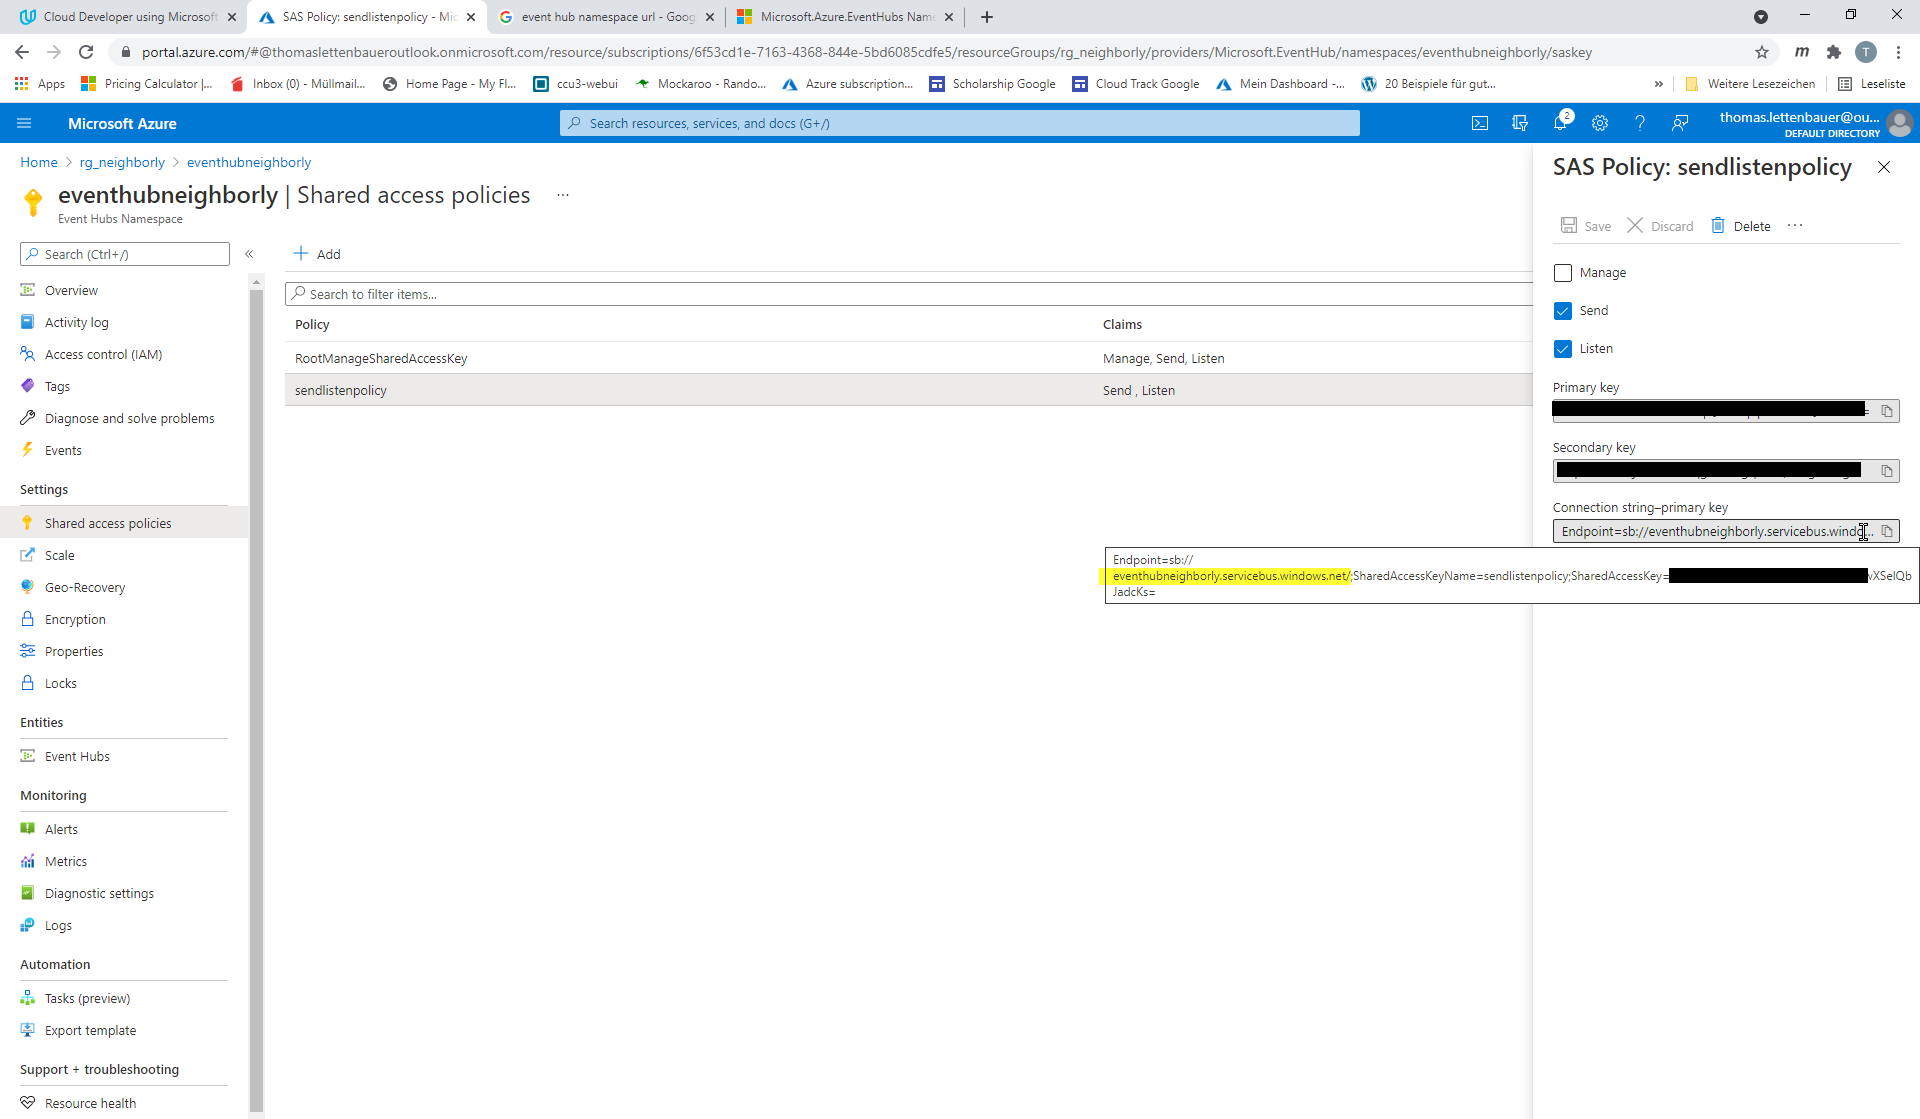 Cloud Developer using Microsoft
SAS Policy: sendlistenpolicy - Mic
event hub namespace url - Goog
Microsoft.Azure.EventHubs Name
portal.azure.com/#@thomaslettenbaueroutlook.onmicrosoft.com/resource/subscriptions/6f53cd1e-7163-4368-844e-5bd6085cdfe5/resourceGroups/rg_neighborly/providers/Microsoft.EventHub/namespaces/eventhubneighborly/saskey
m
T
Apps
Pricing Calculator |...
Inbox (0) - Müllmail...
Home Page - My Fl...
ccu3-webui
Mockaroo - Rando...
Azure subscription...
Scholarship Google
Cloud Track Google
Mein Dashboard -...
20 Beispiele für gut...
»
Weitere Lesezeichen
Leseliste
Microsoft Azure
Search resources, services, and docs (G+/)
2
thomas.lettenbauer@ou...
DEFAULT DIRECTORY
Home > rg_neighborly > eventhubneighborly
eventhubneighborly | Shared access policies ...
Event Hubs Namespace
Search (Ctrl+/)
«
Overview
Activity log
Access control (IAM)
Tags
Diagnose and solve problems
Events
Settings
Shared access policies
Scale
Geo-Recovery
Encryption
Properties
Locks
Entities
Event Hubs
Monitoring
Alerts
Metrics
Diagnostic settings
Logs
Automation
Tasks (preview)
Export template
Support + troubleshooting
Resource health
Add
Search to filter items...
Policy Claims
RootManageSharedAccessKey Manage, Send, Listen
sendlistenpolicy Send , Listen
SAS Policy: sendlistenpolicy
Save Discard Delete ...
Manage
Send
Listen
Primary key
=
Secondary key
Connection string–primary key
Endpoint=sb://eventhubneighborly.servicebus.windo...
Endpoint=sb://
eventhubneighborly.servicebus.windows.net/;SharedAccessKeyName=sendlistenpolicy;SharedAccessKey= XSelQb
JadcKs=